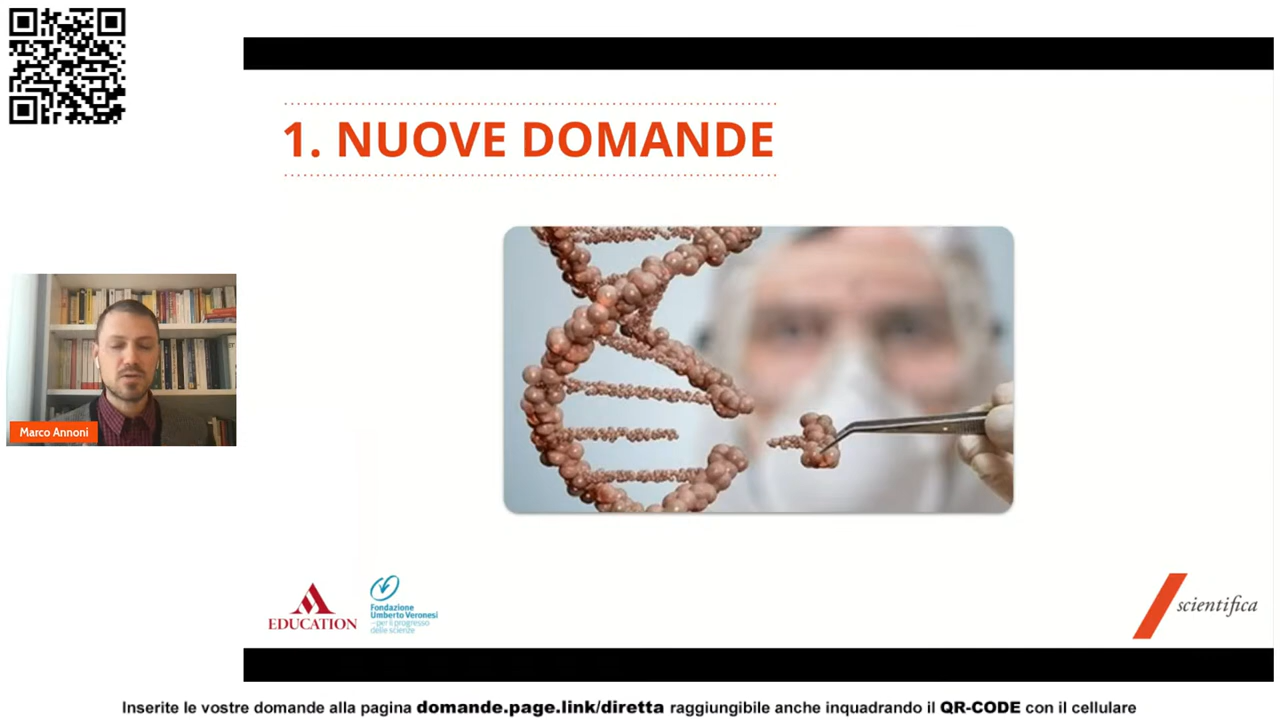 1. NUOVE DOMANDE
Marco Annoni
EDUCATION
Fondazione
Umberto Veronesi
–per il progresso
delle scienze
scientifica
Inserite le vostre domande alla pagina domande.page.link/diretta raggiungibile anche inquadrando il QR-CODE con il cellulare